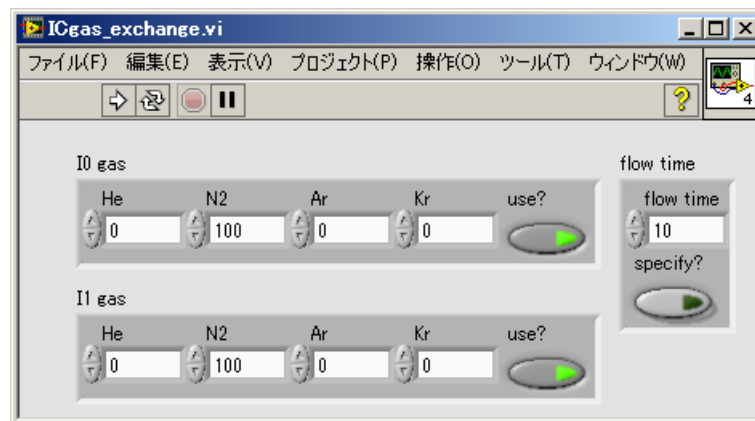 ICgas_exchange.vi
ファイル(F) 編集(E) 表示(V) プロジェクト(P) 操作(O) ツール(T) ウィンドウ(W)
4
I0 gas
He N2 Ar Kr use?
0 100 0 0
flow time
flow time
10
specify?
I1 gas
He N2 Ar Kr use?
0 100 0 0